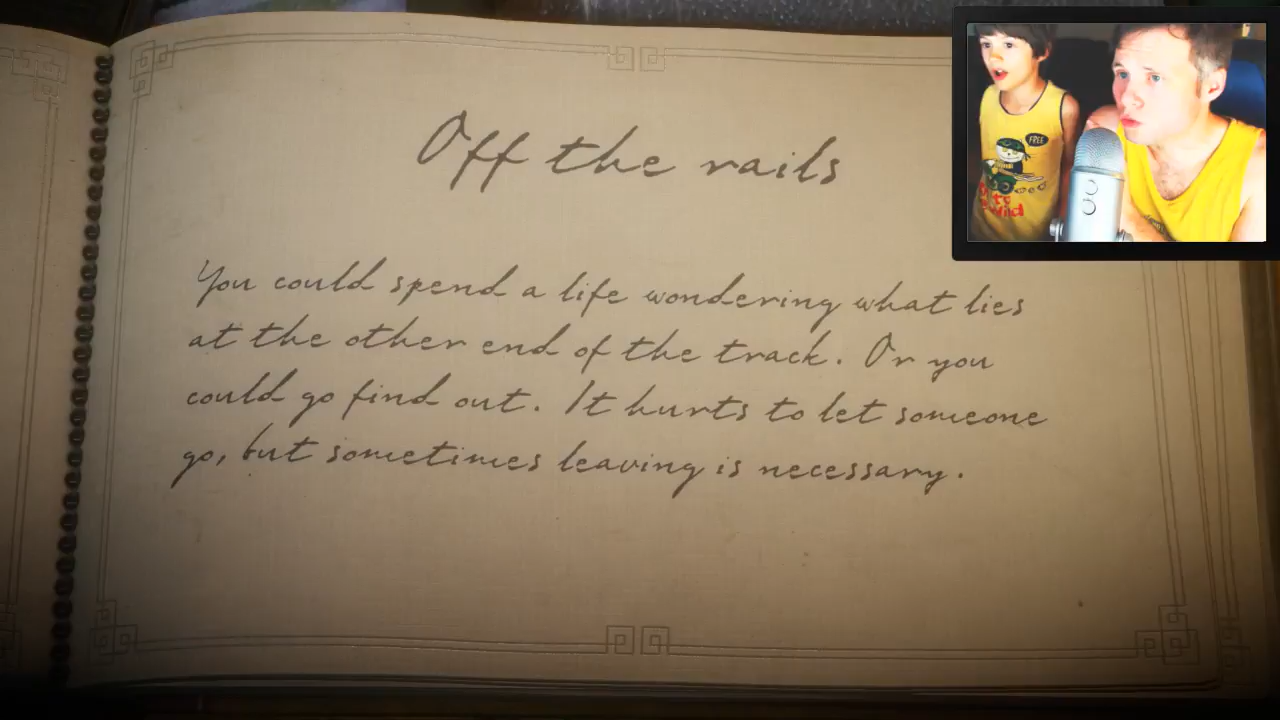 Off the rails
You could spend a life wondering what lies
at the other end of the track. Or you
could go find out. It hurts to let someone
go, but sometimes leaving is necessary.
FREE